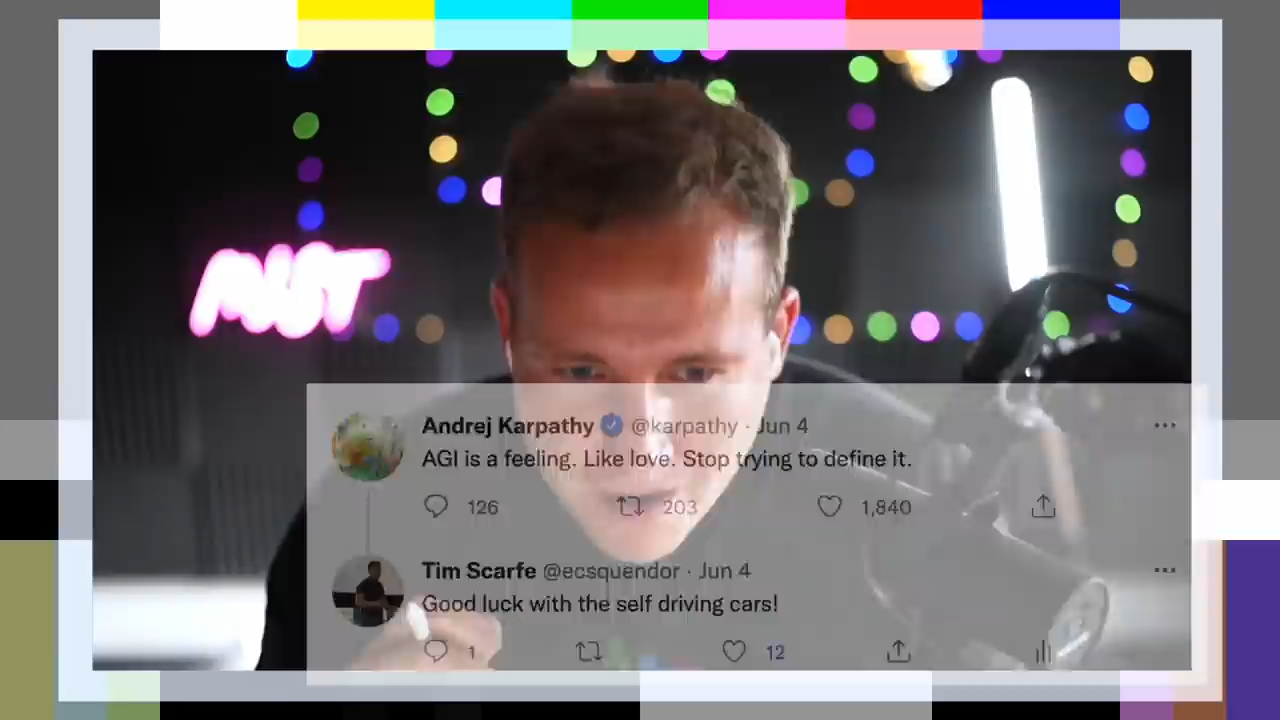 Andrej Karpathy @karpathy · Jun 4
AGI is a feeling. Like love. Stop trying to define it.
126 203 1,840
Tim Scarfe @ecsquendor · Jun 4
Good luck with the self driving cars!
1 12